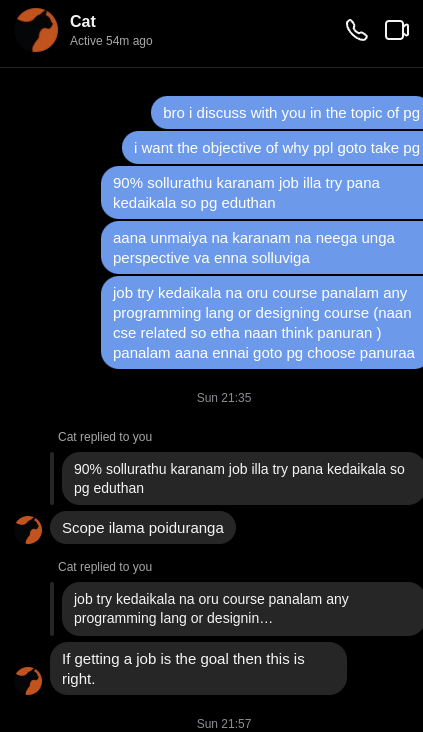 Cat
Active 54m ago
bro i discuss with you in the topic of pg
i want the objective of why ppl goto take pg
90% sollurathu karanam job illa try pana
kedaikala so pg eduthan
aana unmaiya na karanam na neega unga
perspective va enna solluviga
job try kedaikala na oru course panalam any
programming lang or designing course (naan
cse related so etha naan think panuran )
panalam aana ennai goto pg choose panuraa
Sun 21:35
Cat replied to you
90% sollurathu karanam job illa try pana kedaikala so
pg eduthan
Scope ilama poiduranga
Cat replied to you
job try kedaikala na oru course panalam any
programming lang or designin…
If getting a job is the goal then this is
right.
Sun 21:57